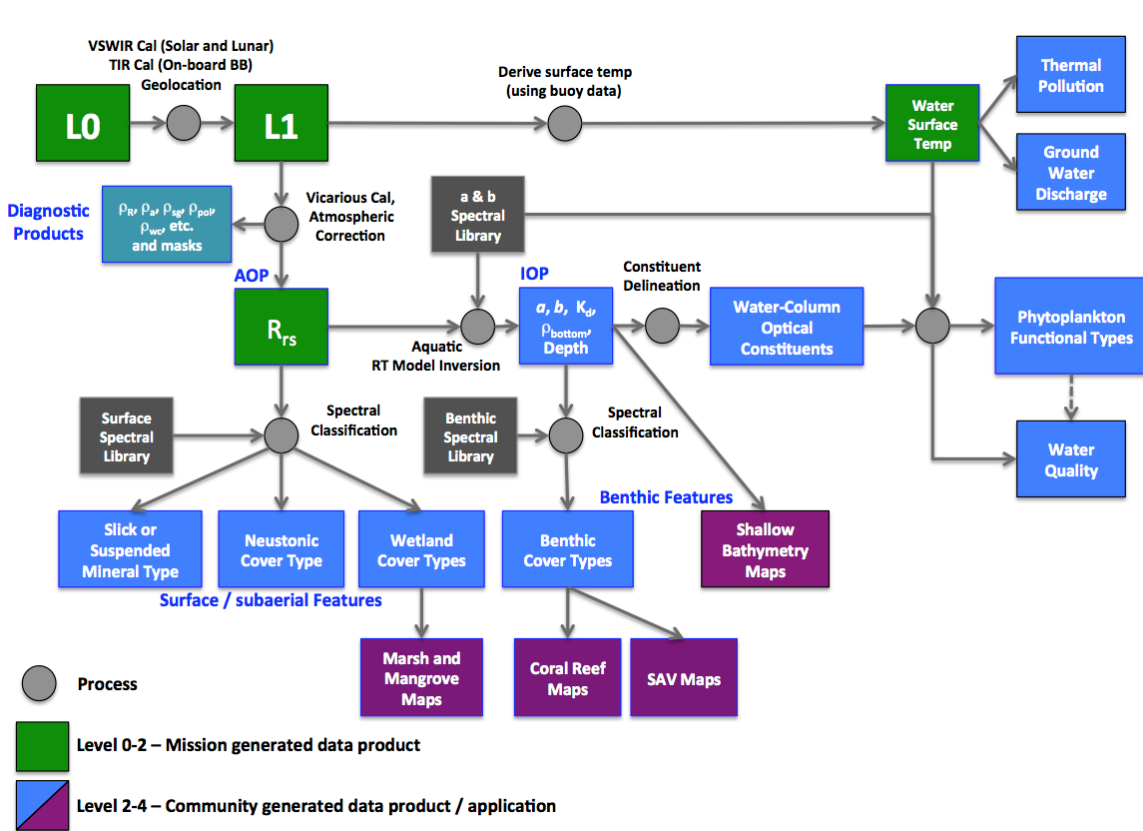 VSWIR Cal (Solar and Lunar)
TIR Cal (On-board BB)
Geolocation
L0
L1
Derive surface temp
(using buoy data)
Water
Surface
Temp
Thermal
Pollution
Ground
Water
Discharge
Diagnostic
Products
ρR, ρa, ρsg, ρpol,
ρwc, etc.
and masks
Vicarious Cal,
Atmospheric
Correction
a & b
Spectral
Library
AOP
Rrs
Aquatic
RT Model Inversion
IOP
a, b, Kd,
ρbottom,
Depth
Constituent
Delineation
Water-Column
Optical
Constituents
Phytoplankton
Functional Types
Water
Quality
Surface
Spectral
Library
Spectral
Classification
Benthic
Spectral
Library
Spectral
Classification
Benthic Features
Slick or
Suspended
Mineral Type
Neustonic
Cover Type
Wetland
Cover Types
Benthic
Cover Types
Shallow
Bathymetry
Maps
Surface / subaerial Features
Marsh and
Mangrove
Maps
Coral Reef
Maps
SAV Maps
Process
Level 0-2 – Mission generated data product
Level 2-4 – Community generated data product / application